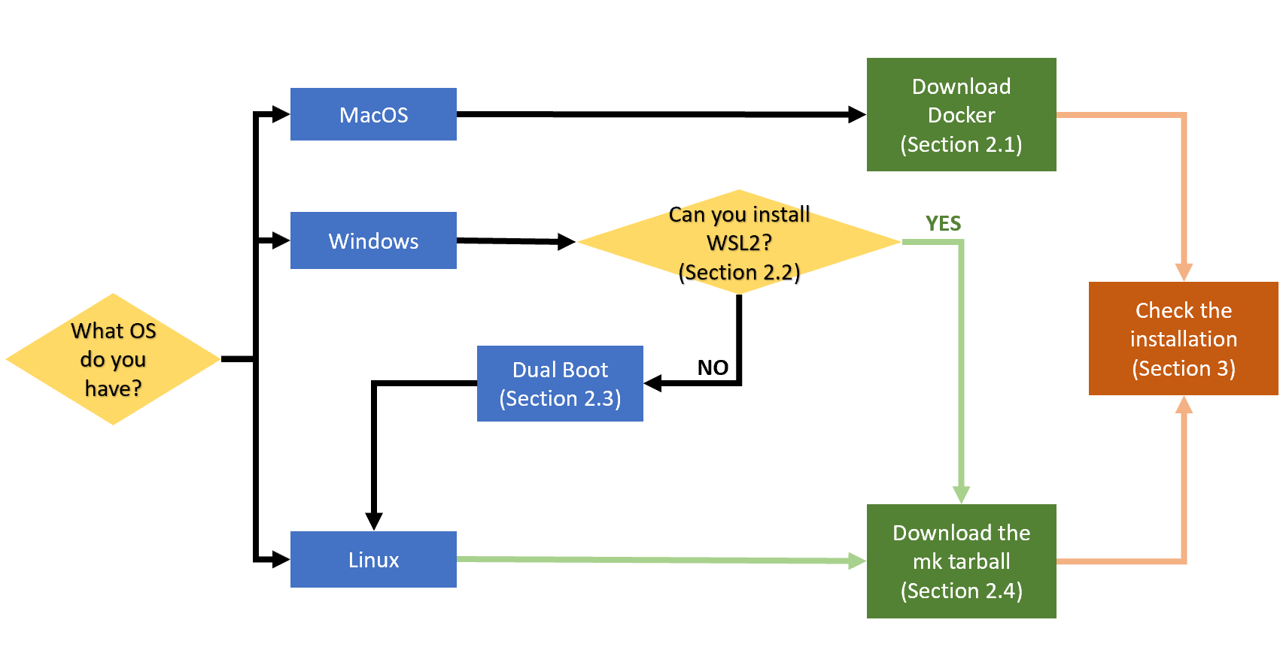 MacOS
Download
Docker
(Section 2.1)
Windows
Can you install
WSL2?
(Section 2.2)
YES
What OS
do you
have?
Check the
installation
(Section 3)
Dual Boot
(Section 2.3)
NO
Linux
Download the
mk tarball
(Section 2.4)